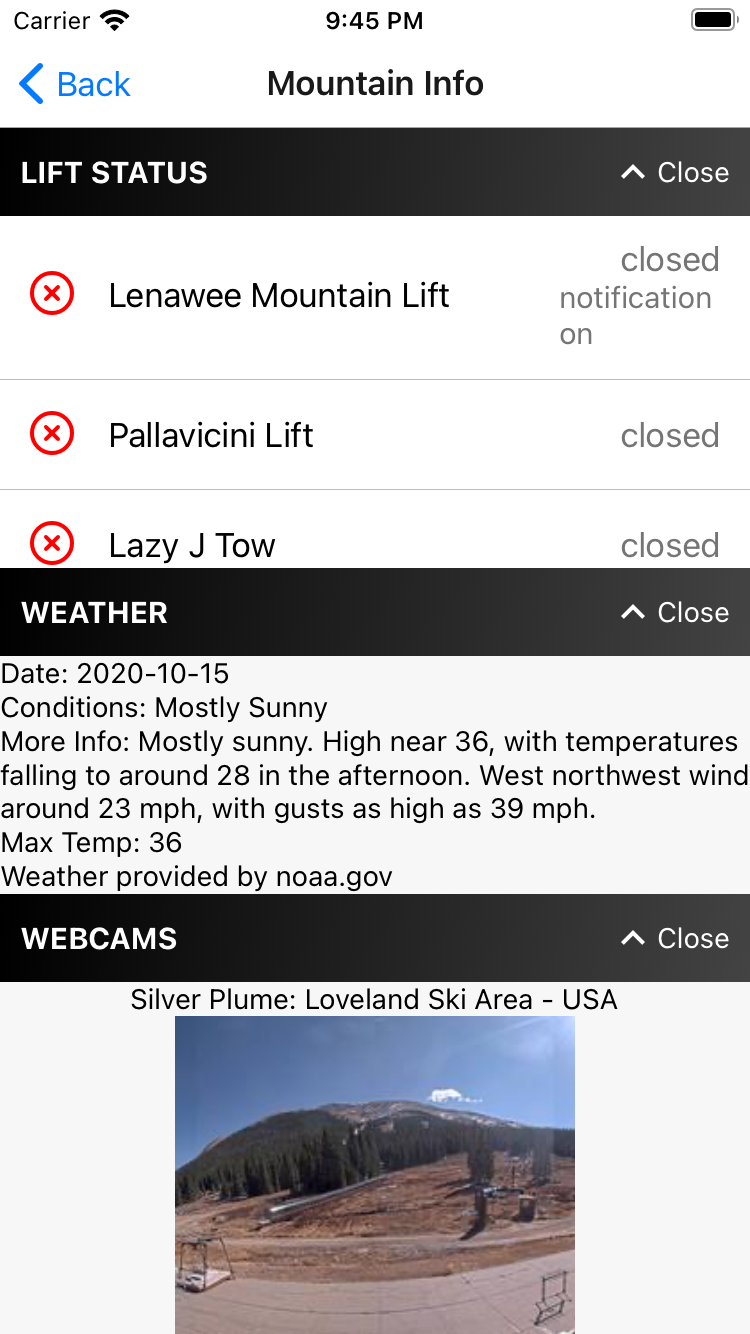 Carrier 9:45 PM
Back Mountain Info
LIFT STATUS Close
closed
Lenawee Mountain Lift notification
on
Pallavicini Lift closed
Lazy J Tow closed
WEATHER Close
Date: 2020-10-15
Conditions: Mostly Sunny
More Info: Mostly sunny. High near 36, with temperatures
falling to around 28 in the afternoon. West northwest wind
around 23 mph, with gusts as high as 39 mph.
Max Temp: 36
Weather provided by noaa.gov
WEBCAMS Close
Silver Plume: Loveland Ski Area - USA